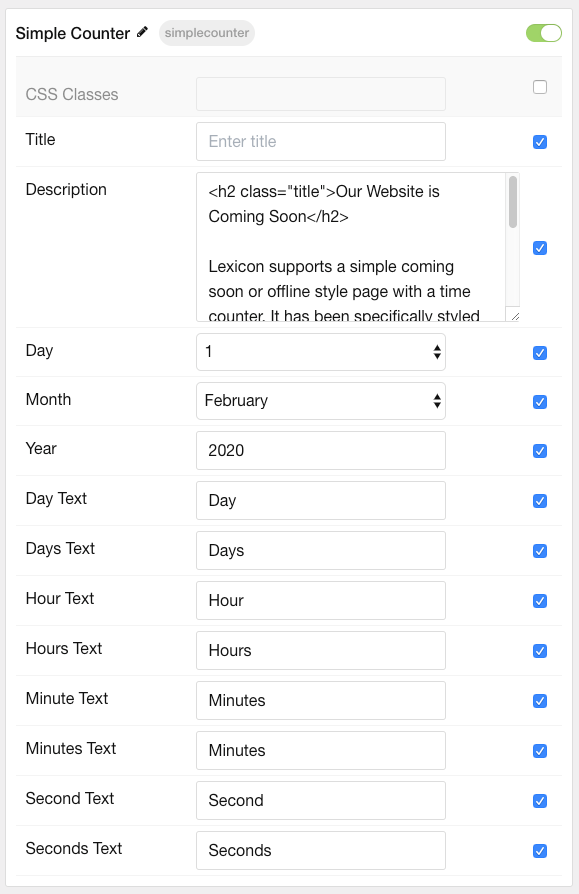 Simple Counter simplecounter
CSS Classes
Title Enter title
Description <h2 class="title">Our Website is
Coming Soon</h2>
Lexicon supports a simple coming
soon or offline style page with a time
counter. It has been specifically styled
Day 1
Month February
Year 2020
Day Text Day
Days Text Days
Hour Text Hour
Hours Text Hours
Minute Text Minutes
Minutes Text Minutes
Second Text Second
Seconds Text Seconds